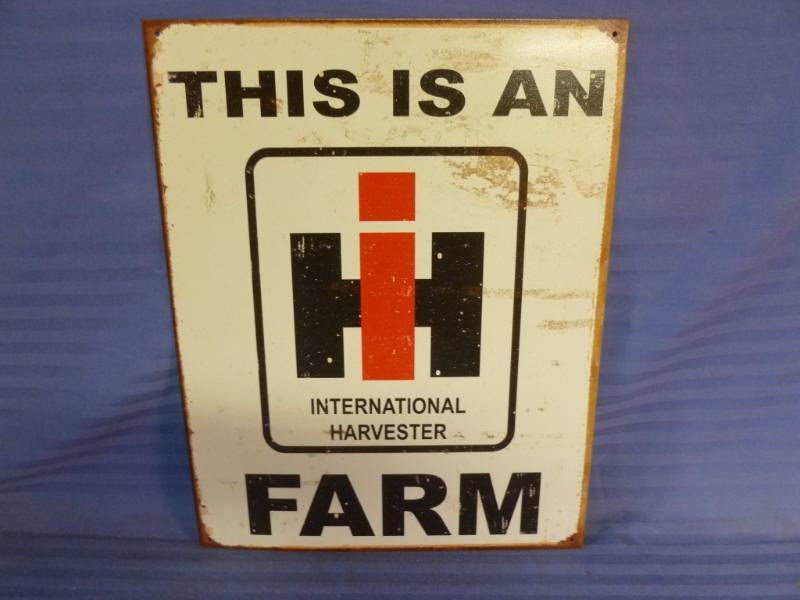 THIS IS AN
IH
INTERNATIONAL
HARVESTER
FARM